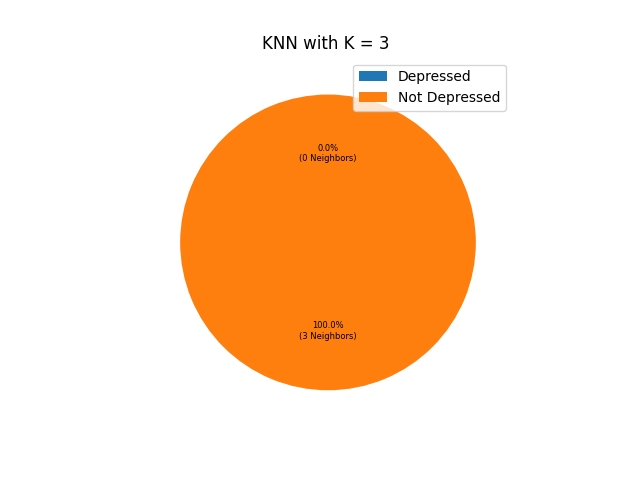 KNN with K = 3
Depressed
Not Depressed
0.0%
(0 Neighbors)
100.0%
(3 Neighbors)